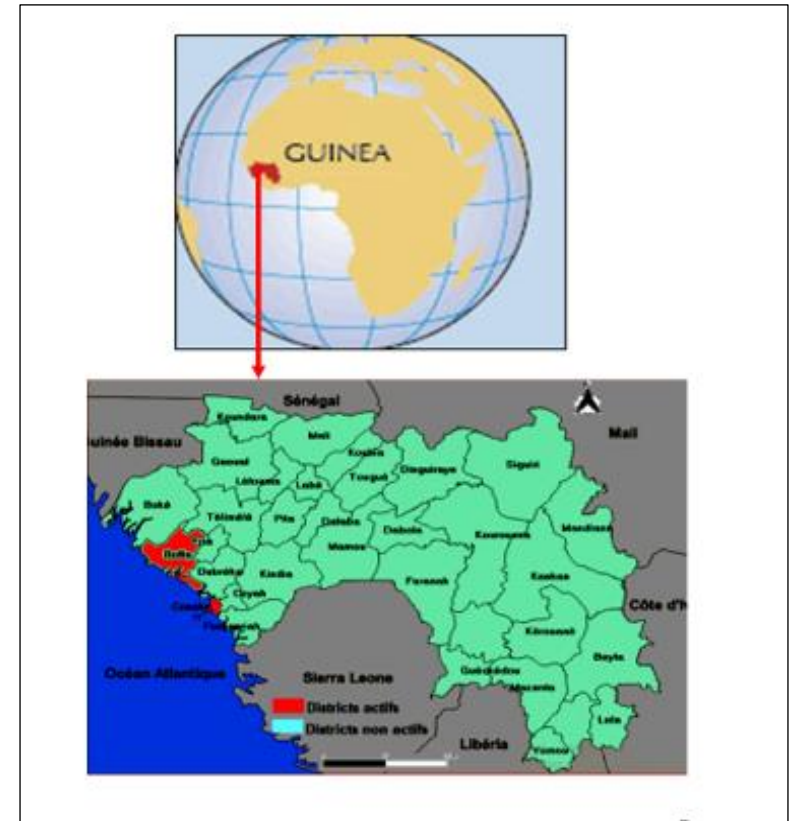 GUINEA
Sénégal
Guinée Bissau
Mali
Koundara
Mali
Gaoual
Koubia
Lélouma
Labé
Tougué
Dinguiraye
Siguiri
Boké
Télimélé
Pita
Dalaba
Dabola
Kouroussa
Mandiana
Fria
Boffa
Mamou
Dubréka
Kindia
Faranah
Kankan
Coyah
Côte d'I
Kérouané
Beyla
Océan Atlantique
Sierra Leone
Guéckédou
Macenta
Districts actifs
Districts non actifs
Lola
Libéria
Yomou